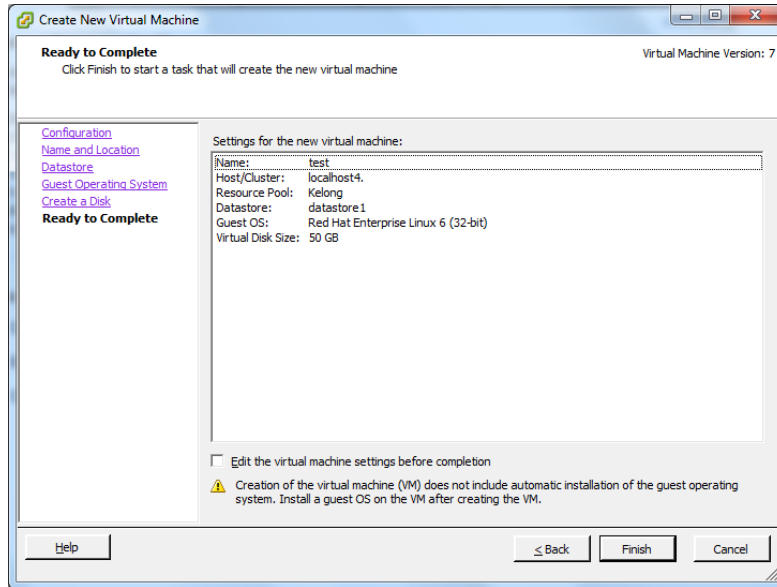 Create New Virtual Machine
Ready to Complete
Click Finish to start a task that will create the new virtual machine
Virtual Machine Version: 7
Configuration
Name and Location
Datastore
Guest Operating System
Create a Disk
Ready to Complete
Settings for the new virtual machine:
Name: test
Host/Cluster: localhost4.
Resource Pool: Kelong
Datastore: datastore1
Guest OS: Red Hat Enterprise Linux 6 (32-bit)
Virtual Disk Size: 50 GB
Edit the virtual machine settings before completion
Creation of the virtual machine (VM) does not include automatic installation of the guest operating
system. Install a guest OS on the VM after creating the VM.
Help
< Back
Finish
Cancel